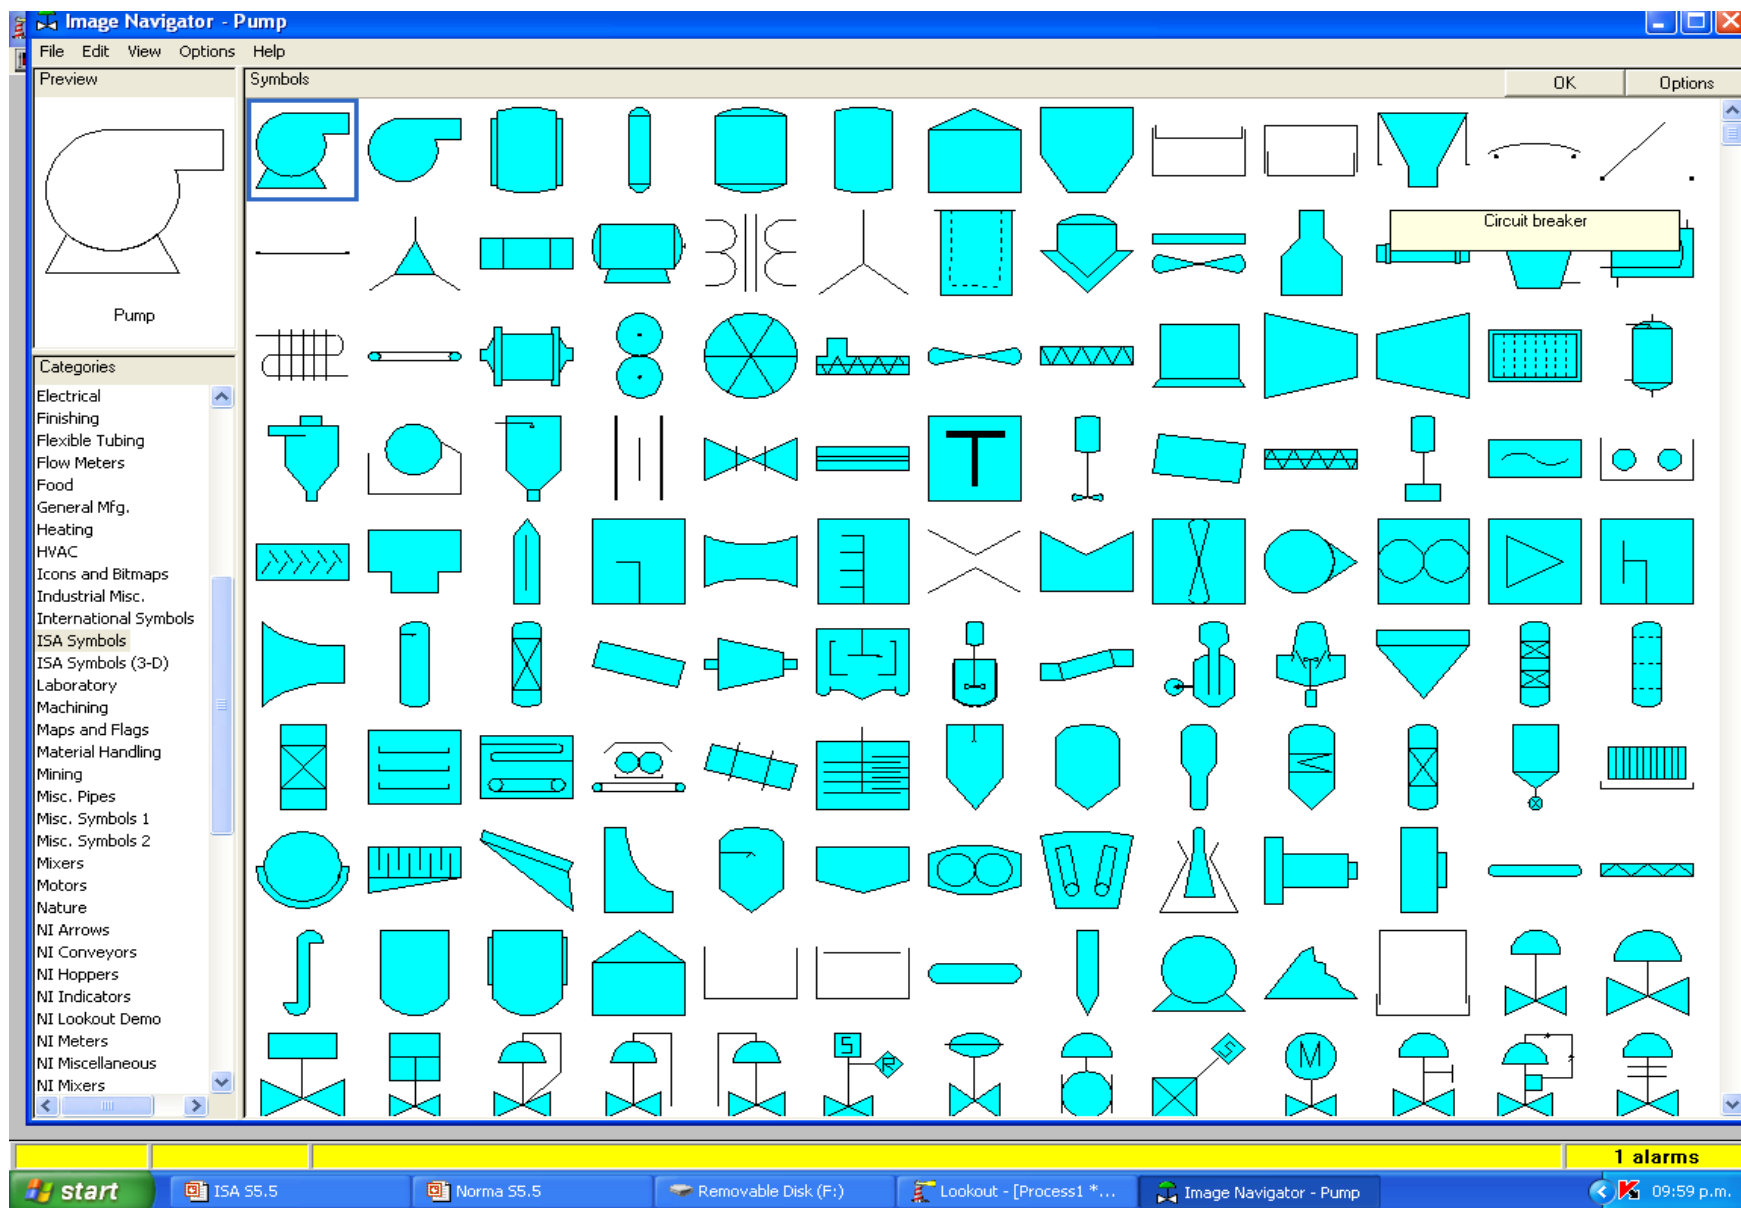 Image Navigator - Pump
File Edit View Options Help
Preview
Symbols
OK
Options
Pump
Circuit breaker
Categories
Electrical
Finishing
Flexible Tubing
Flow Meters
Food
General Mfg.
Heating
HVAC
Icons and Bitmaps
Industrial Misc.
International Symbols
ISA Symbols
ISA Symbols (3-D)
Laboratory
Machining
Maps and Flags
Material Handling
Mining
Misc. Pipes
Misc. Symbols 1
Misc. Symbols 2
Mixers
Motors
Nature
NI Arrows
NI Conveyors
NI Hoppers
NI Indicators
NI Lookout Demo
NI Meters
NI Miscellaneous
NI Mixers
T
S
R
S
M
1 alarms
start
ISA S5.5
Norma S5.5
Removable Disk (F:)
Lookout - [Process1 *...
Image Navigator - Pump
09:59 p.m.